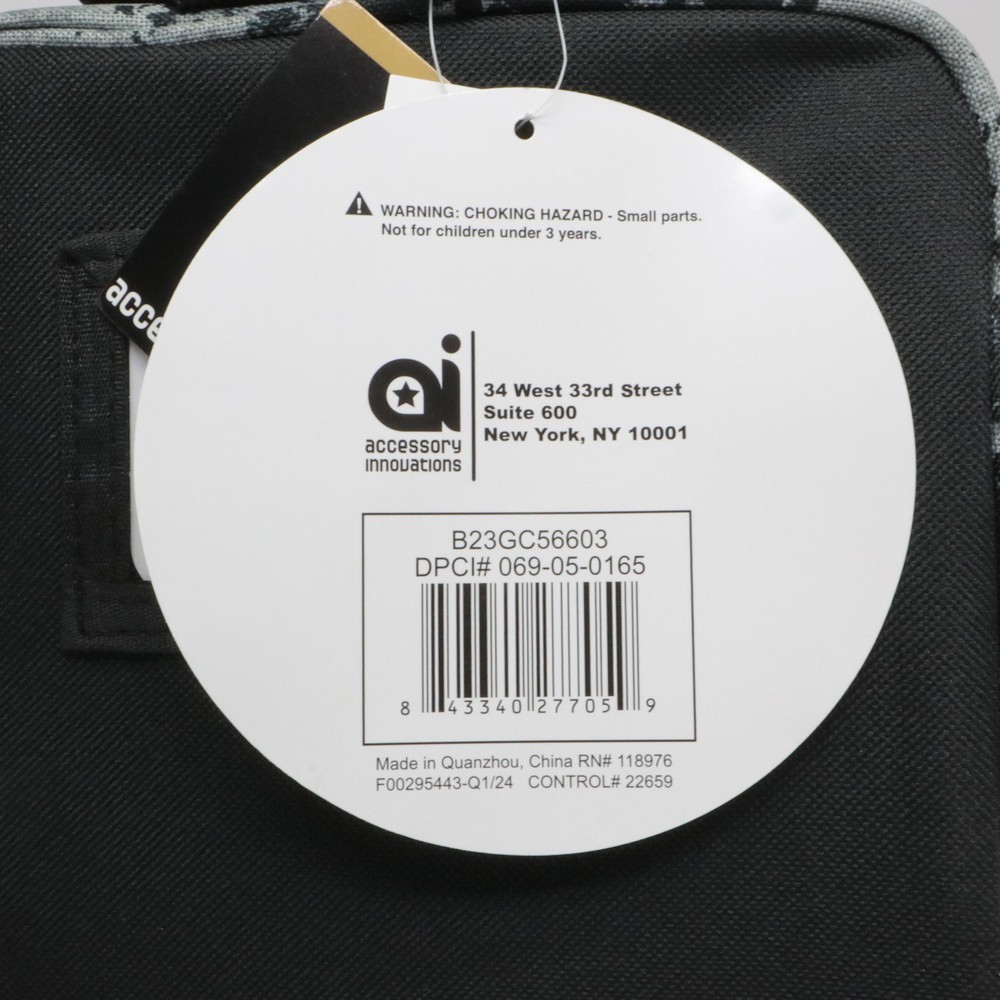 WARNING: CHOKING HAZARD - Small parts.
Not for children under 3 years.
acce
ai
accessory
innovations
34 West 33rd Street
Suite 600
New York, NY 10001
B23GC56603
DPCI# 069-05-0165
8 43340 27705 9
Made in Quanzhou, China RN# 118976
F00295443-Q1/24 CONTROL# 22659